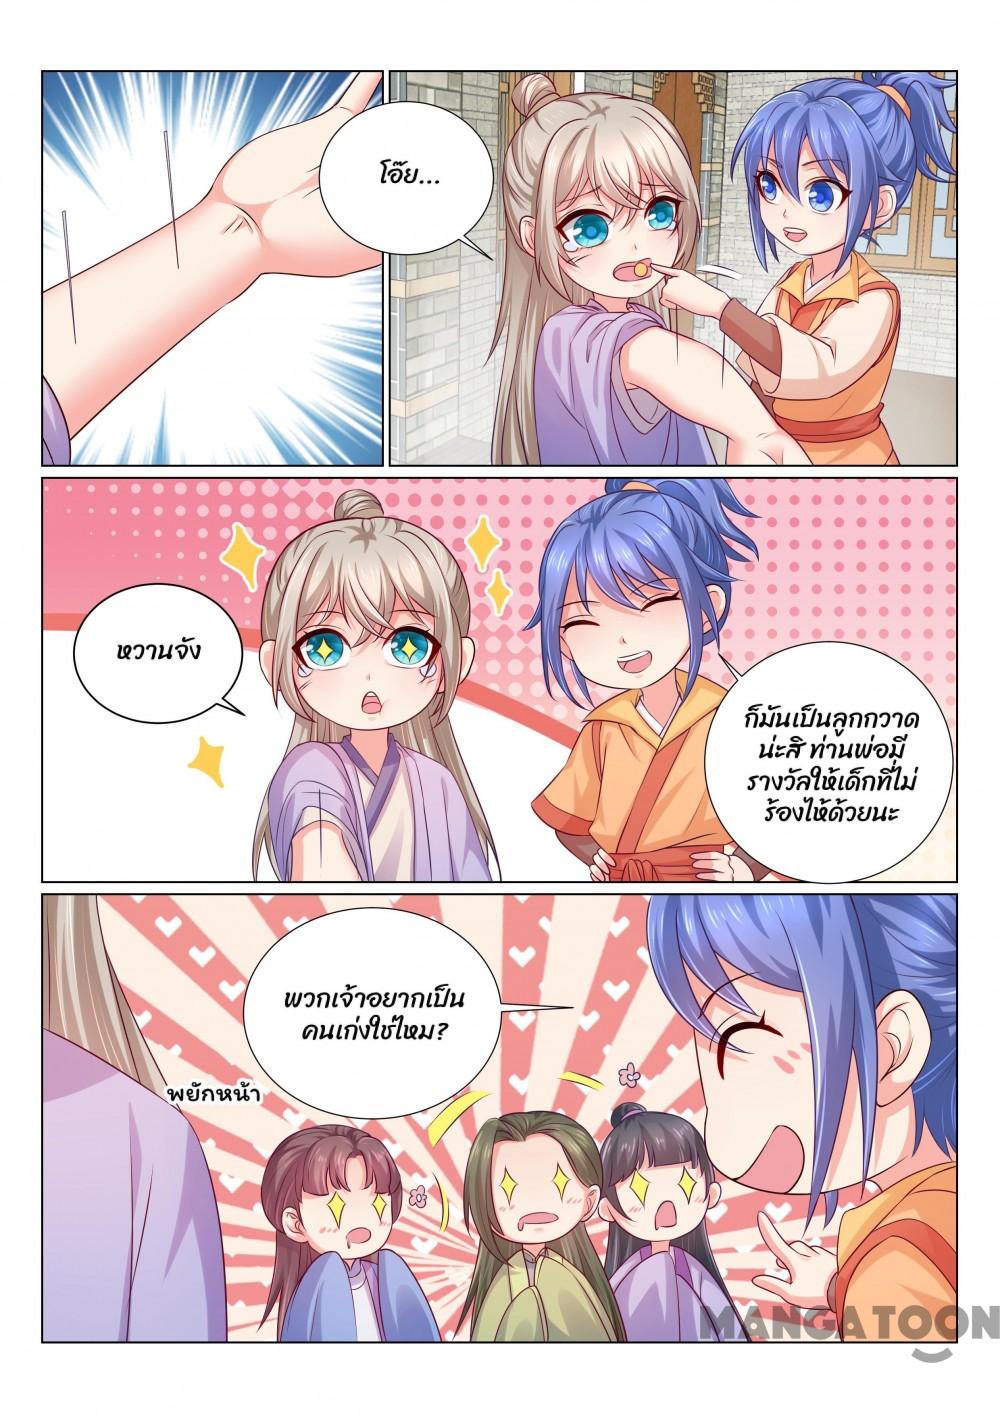 โอ๊ย...
หวานจัง
ก็มันเป็นลูกกวาด
น่ะสิ ท่านพ่อมี
รางวัลให้เด็กที่ไม่
ร้องไห้ด้วยนะ
พวกเจ้าอยากเป็น
คนเก่งใช่ไหม?
พยักหน้า
MANGATOON